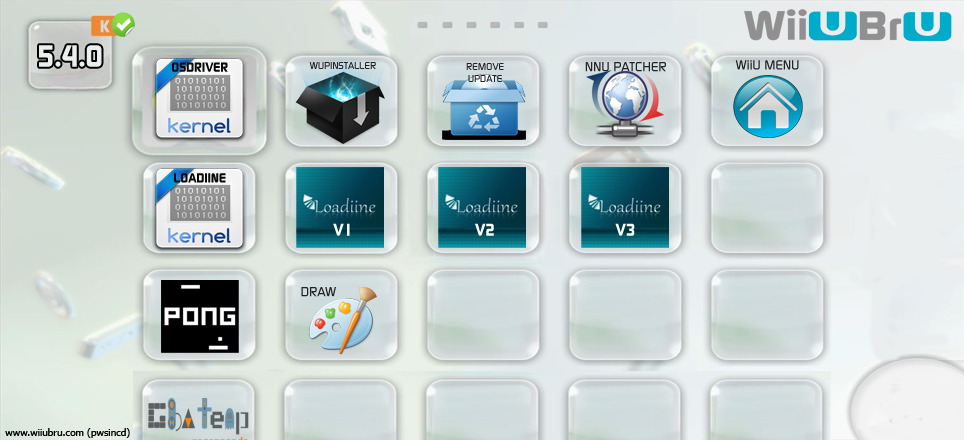 K
5.4.0
WiiUBrU
OSDRIVER
01010101
10101010
01010101
10101010
kernel
WUPINSTALLER
REMOVE
UPDATE
NNU PATCHER
WiiU MENU
LOADIINE
01010101
10101010
01010101
10101010
kernel
Loadiine
V1
Loadiine
V2
Loadiine
V3
PONG
DRAW
GBAtemp
www.wiiubru.com (pwsincd)